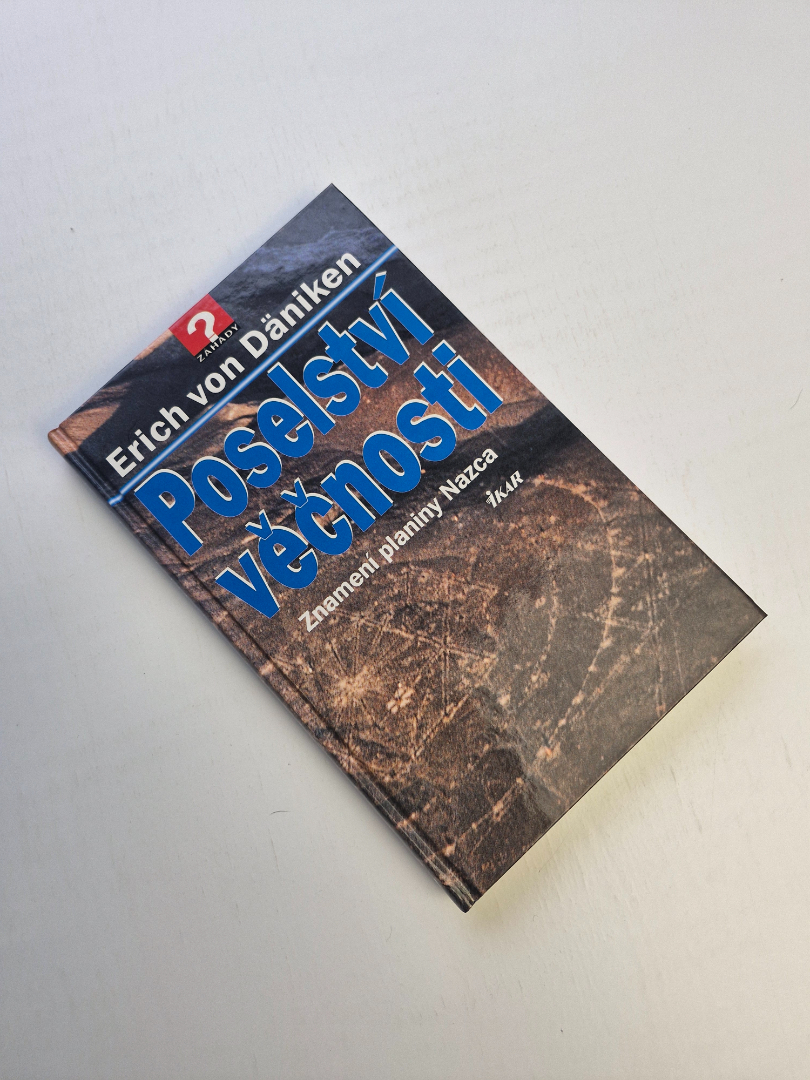 ?
ZÁHADY
Erich von Däniken
Poselství
věčnosti
Znamení planiny Nazca
IKAR